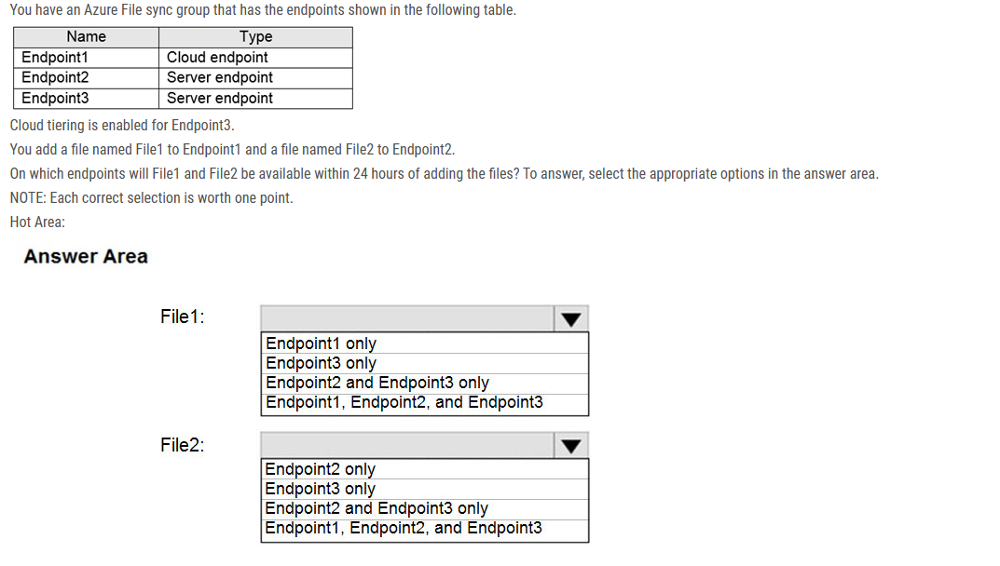 You have an Azure File sync group that has the endpoints shown in the following table.
Name Type
Endpoint1 Cloud endpoint
Endpoint2 Server endpoint
Endpoint3 Server endpoint
Cloud tiering is enabled for Endpoint3.
You add a file named File1 to Endpoint1 and a file named File2 to Endpoint2.
On which endpoints will File1 and File2 be available within 24 hours of adding the files? To answer, select the appropriate options in the answer area.
NOTE: Each correct selection is worth one point.
Hot Area:
Answer Area
File1:
Endpoint1 only
Endpoint3 only
Endpoint2 and Endpoint3 only
Endpoint1, Endpoint2, and Endpoint3
File2:
Endpoint2 only
Endpoint3 only
Endpoint2 and Endpoint3 only
Endpoint1, Endpoint2, and Endpoint3